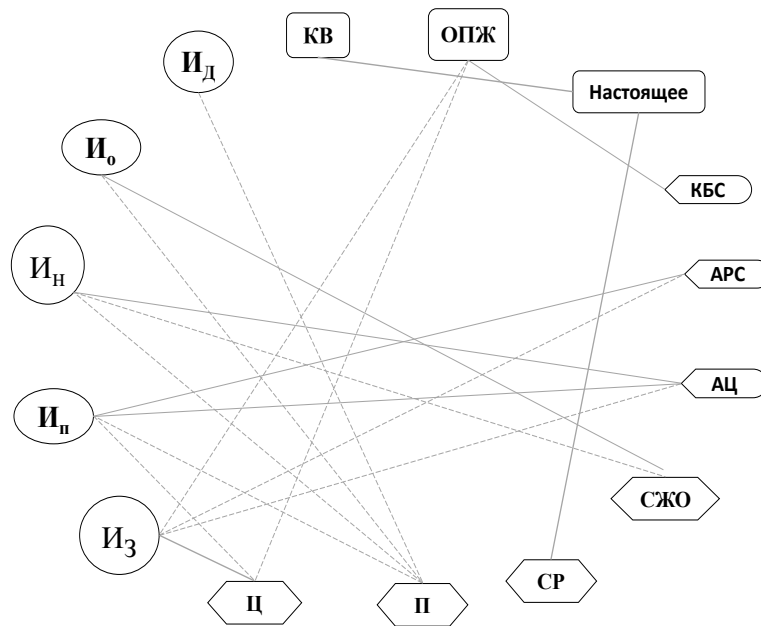 КВ
ОПЖ
Ид
Настоящее
Ио
КБС
Ин
АРС
АЦ
Ип
СЖО
Из
СР
Ц
П